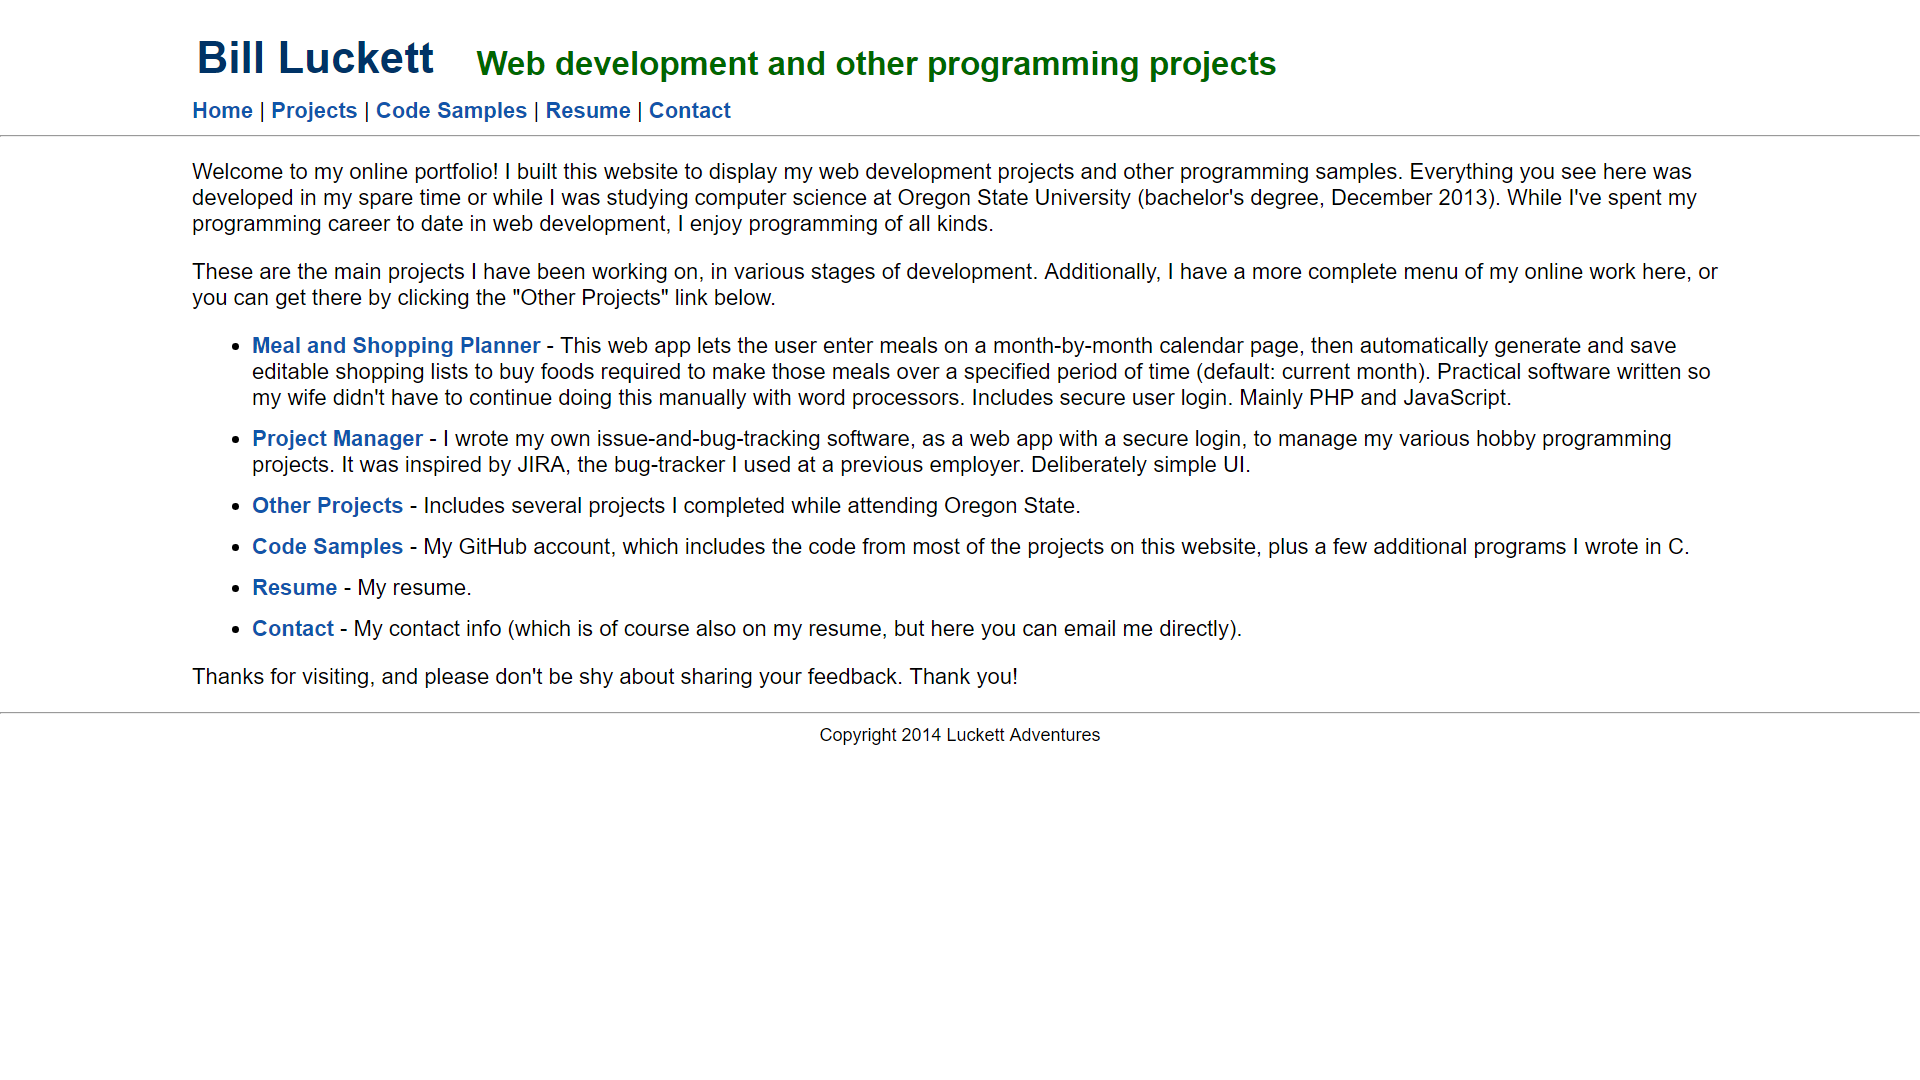 Bill Luckett Web development and other programming projects
Home | Projects | Code Samples | Resume | Contact
Welcome to my online portfolio! I built this website to display my web development projects and other programming samples. Everything you see here was
developed in my spare time or while I was studying computer science at Oregon State University (bachelor's degree, December 2013). While I've spent my
programming career to date in web development, I enjoy programming of all kinds.
These are the main projects I have been working on, in various stages of development. Additionally, I have a more complete menu of my online work here, or
you can get there by clicking the "Other Projects" link below.
• Meal and Shopping Planner - This web app lets the user enter meals on a month-by-month calendar page, then automatically generate and save
editable shopping lists to buy foods required to make those meals over a specified period of time (default: current month). Practical software written so
my wife didn't have to continue doing this manually with word processors. Includes secure user login. Mainly PHP and JavaScript.
• Project Manager - I wrote my own issue-and-bug-tracking software, as a web app with a secure login, to manage my various hobby programming
projects. It was inspired by JIRA, the bug-tracker I used at a previous employer. Deliberately simple UI.
• Other Projects - Includes several projects I completed while attending Oregon State.
• Code Samples - My GitHub account, which includes the code from most of the projects on this website, plus a few additional programs I wrote in C.
• Resume - My resume.
• Contact - My contact info (which is of course also on my resume, but here you can email me directly).
Thanks for visiting, and please don't be shy about sharing your feedback. Thank you!
Copyright 2014 Luckett Adventures